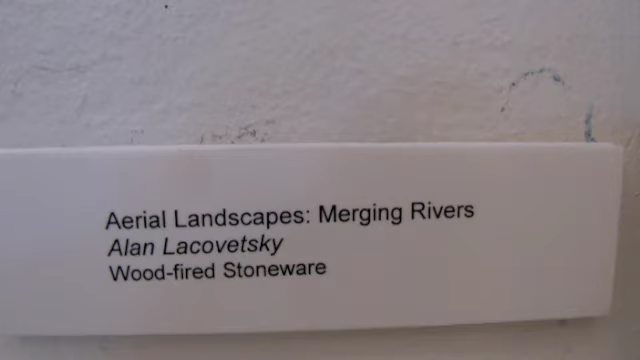 Aerial Landscapes: Merging Rivers
Alan Lacovetsky
Wood-fired Stoneware